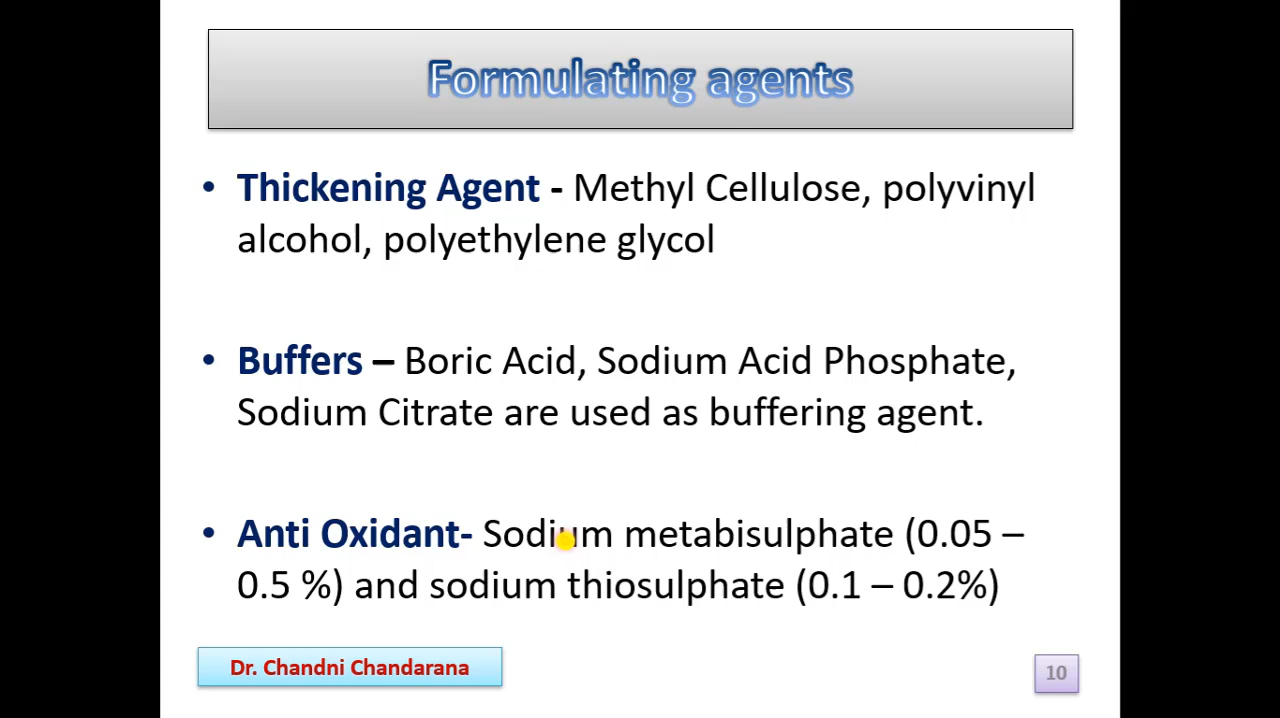 Formulating agents
• Thickening Agent - Methyl Cellulose, polyvinyl
alcohol, polyethylene glycol
• Buffers – Boric Acid, Sodium Acid Phosphate,
Sodium Citrate are used as buffering agent.
• Anti Oxidant- Sodium metabisulphate (0.05 –
0.5 %) and sodium thiosulphate (0.1 – 0.2%)
Dr. Chandni Chandarana
10